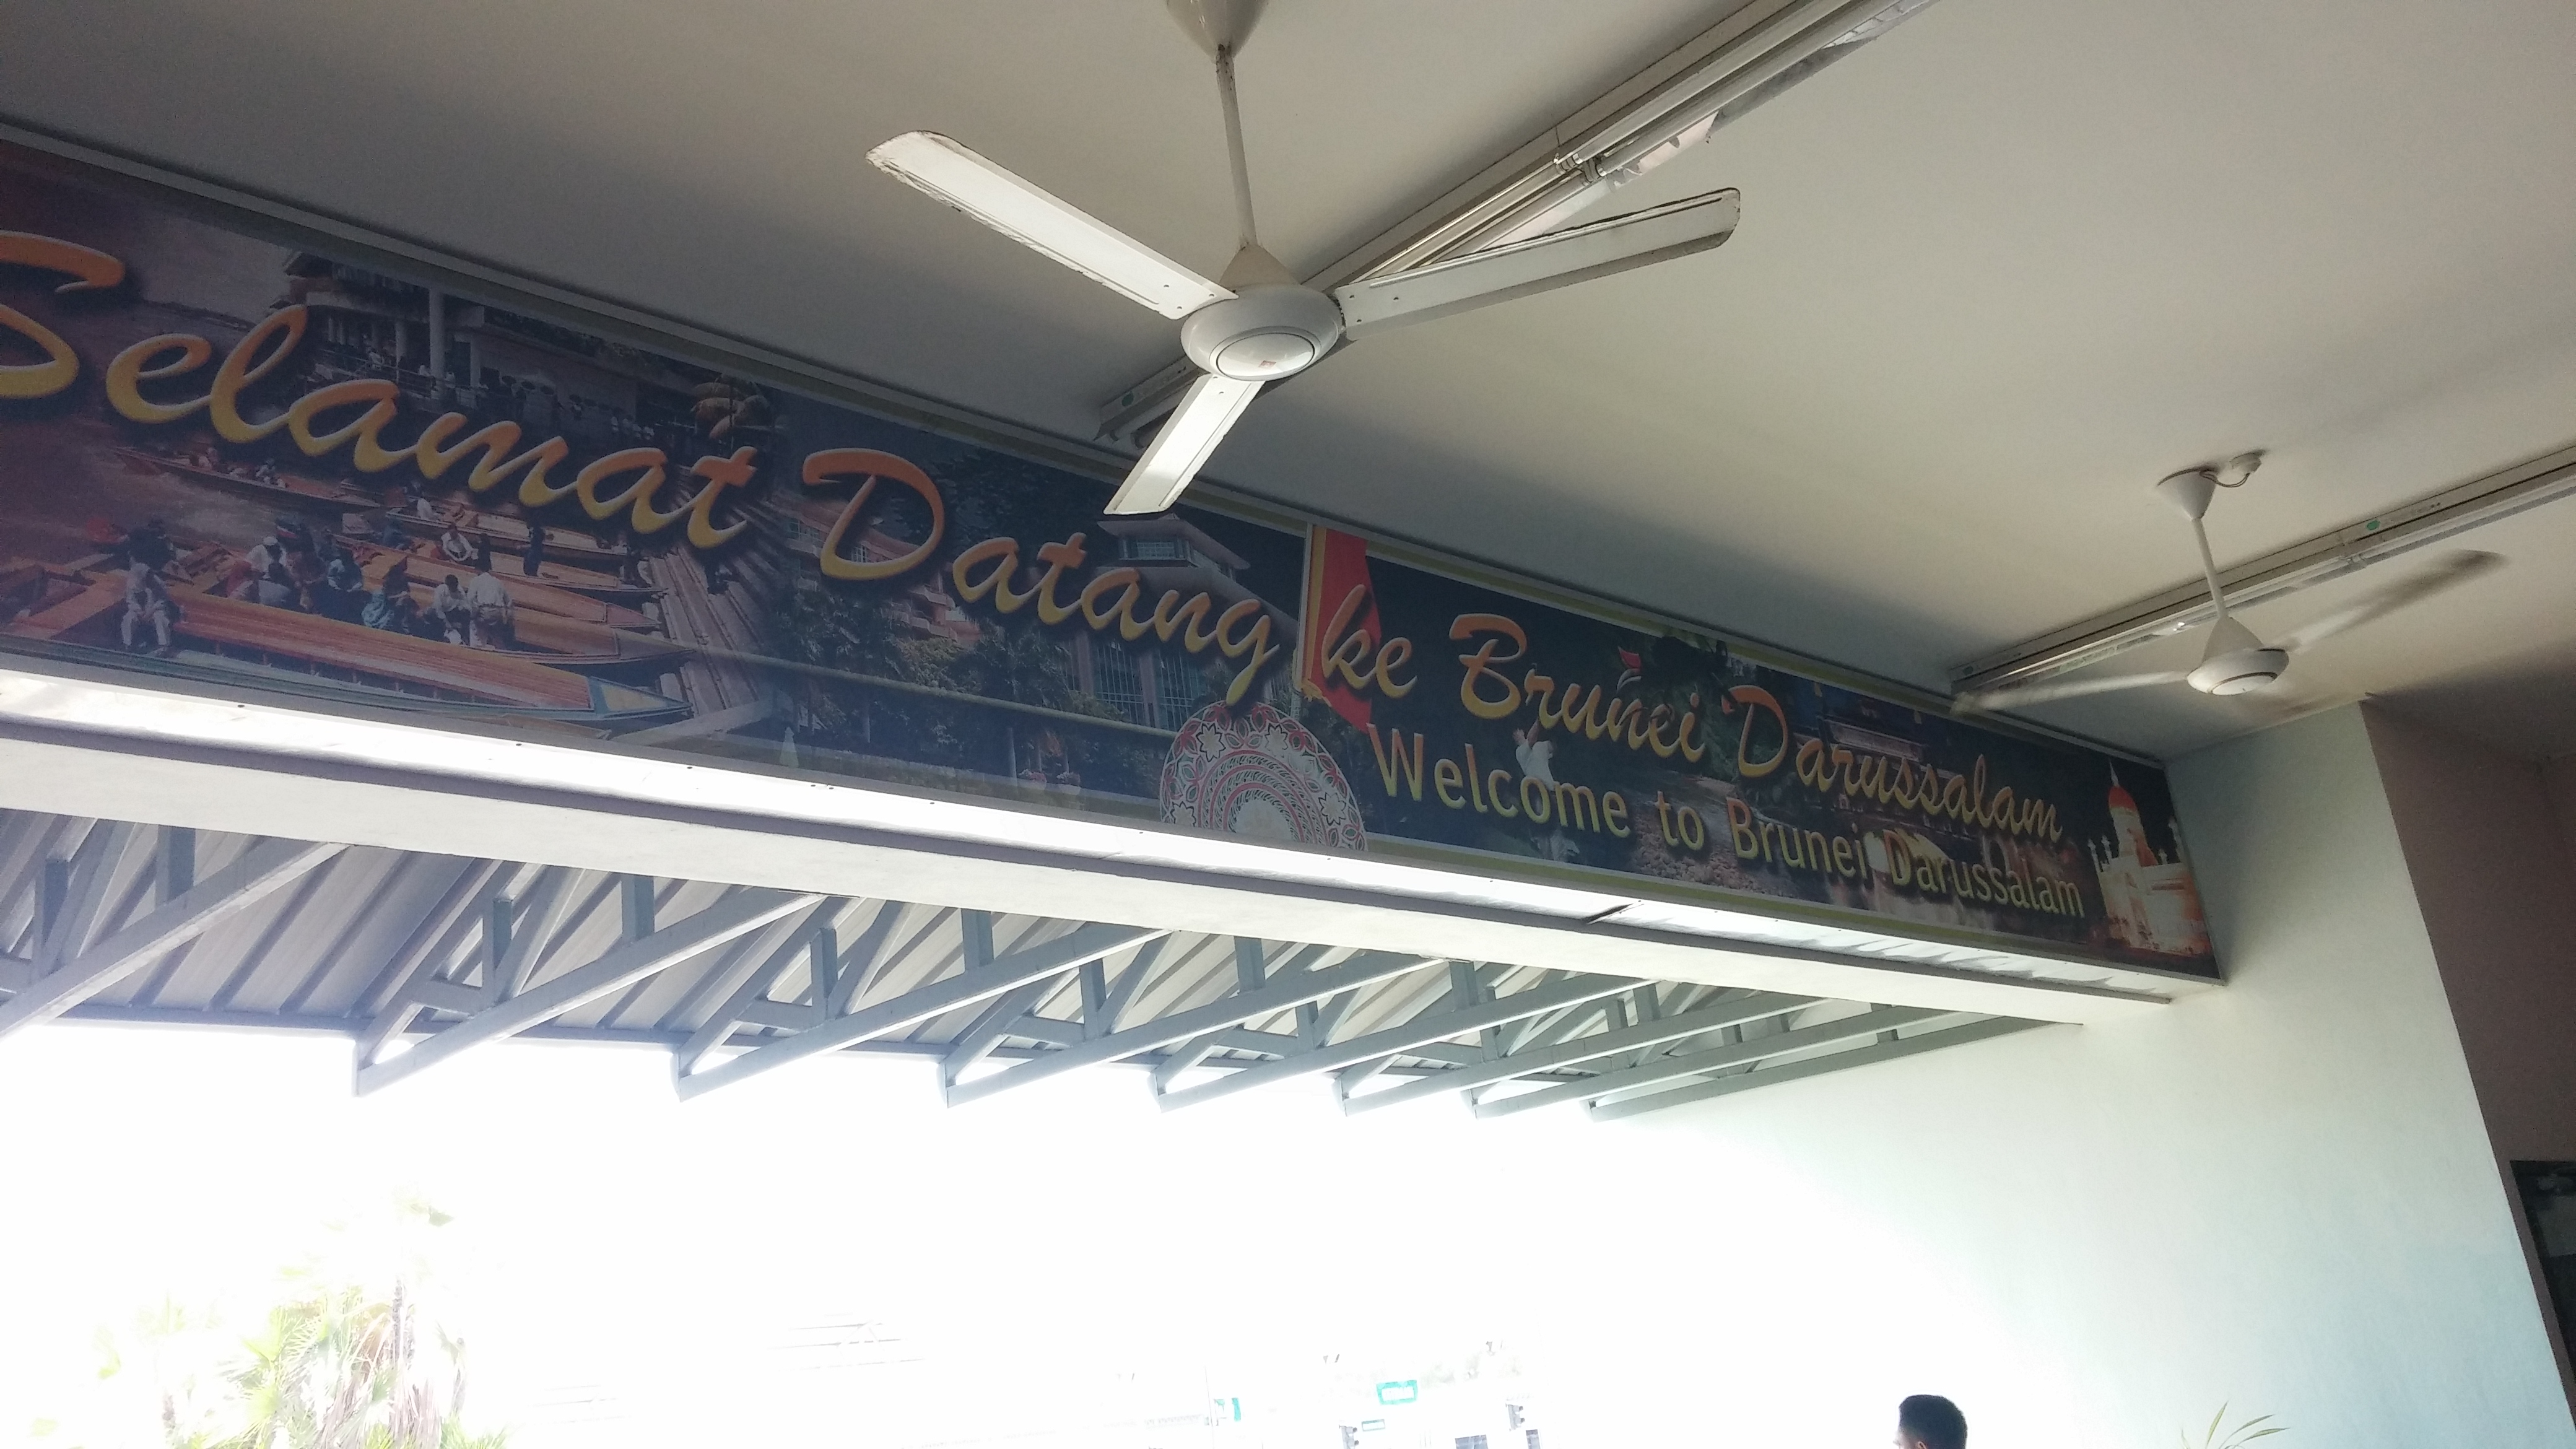 Selamat Datang ke Brunei Darussalam
Welcome to Brunei Darussalam